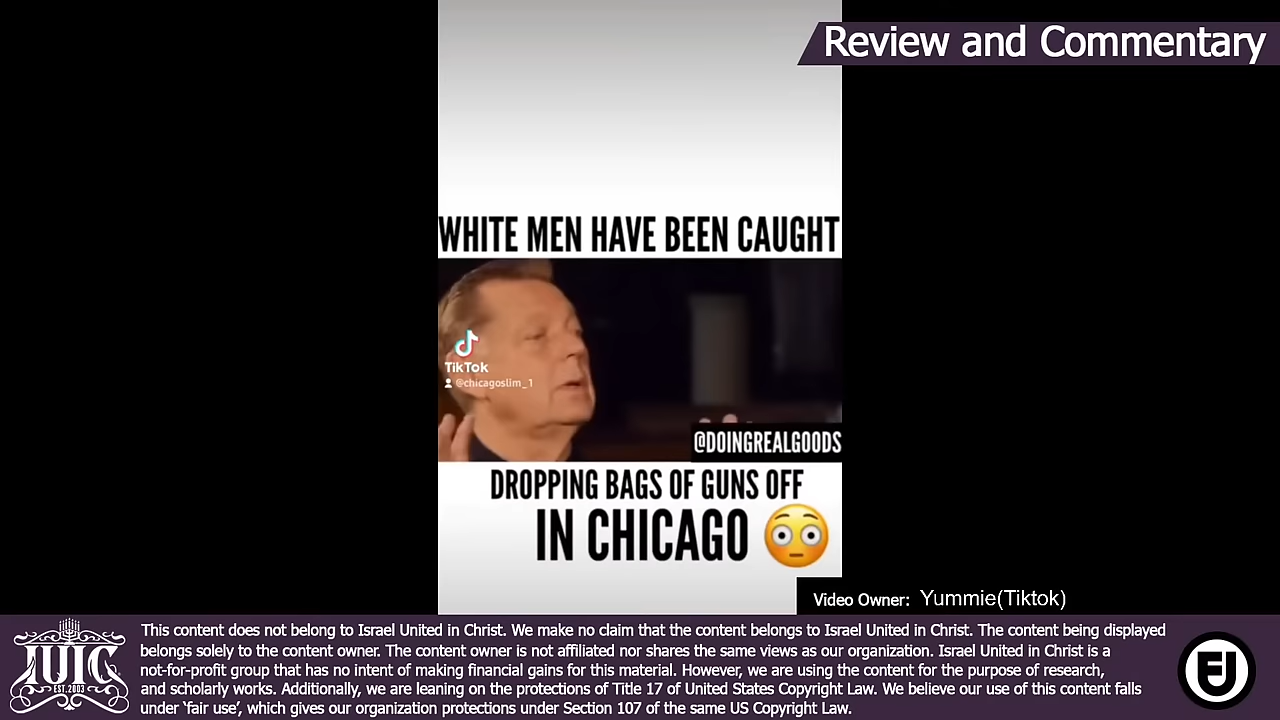 Review and Commentary
WHITE MEN HAVE BEEN CAUGHT
TikTok
@chicagoslim_1
@DOINGREALGOODS
DROPPING BAGS OF GUNS OFF
IN CHICAGO
Video Owner: Yummie(Tiktok)
IUIC
EST.2003
This content does not belong to Israel United in Christ. We make no claim that the content belongs to Israel United in Christ. The content being displayed
belongs solely to the content owner. The content owner is not affiliated nor shares the same views as our organization. Israel United in Christ is a
not-for-profit group that has no intent of making financial gains for this material. However, we are using the content for the purpose of research,
and scholarly works. Additionally, we are leaning on the protections of Title 17 of United States Copyright Law. We believe our use of this content falls
under ‘fair use’, which gives our organization protections under Section 107 of the same US Copyright Law.